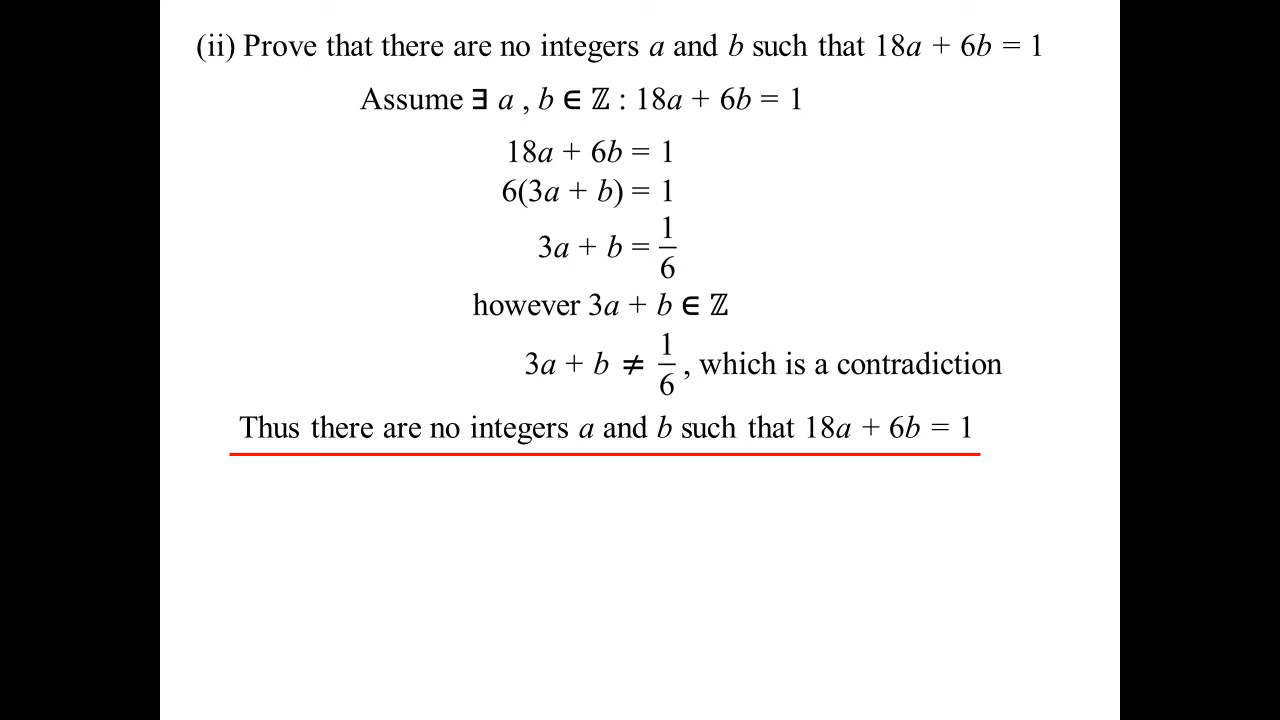 (ii) Prove that there are no integers a and b such that 18a + 6b = 1
Assume ∃ a , b ∈ ℤ : 18a + 6b = 1
18a + 6b = 1
6(3a + b) = 1
3a + b = 1/6
however 3a + b ∈ ℤ
3a + b ≠ 1/6 , which is a contradiction
Thus there are no integers a and b such that 18a + 6b = 1